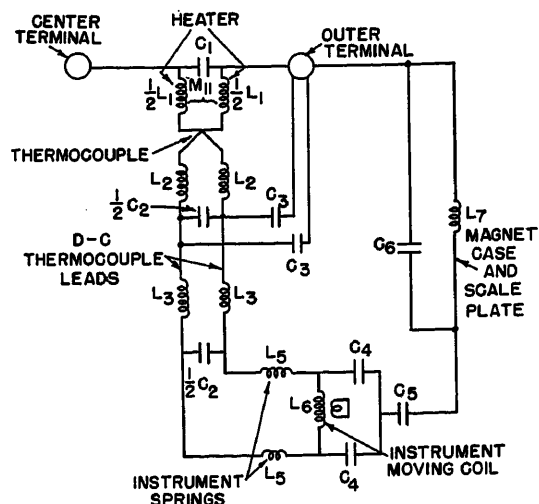 HEATER
CENTER
TERMINAL
C1
OUTER
TERMINAL
1/2 L1
M11
1/2 L1
THERMOCOUPLE
L2
L2
1/2 C2
C3
C3
D-C
THERMOCOUPLE
LEADS
C6
L7
MAGNET
CASE
AND
SCALE
PLATE
L3
L3
1/2 C2
L5
C4
C5
L6
L5
C4
INSTRUMENT
SPRINGS
INSTRUMENT
MOVING COIL